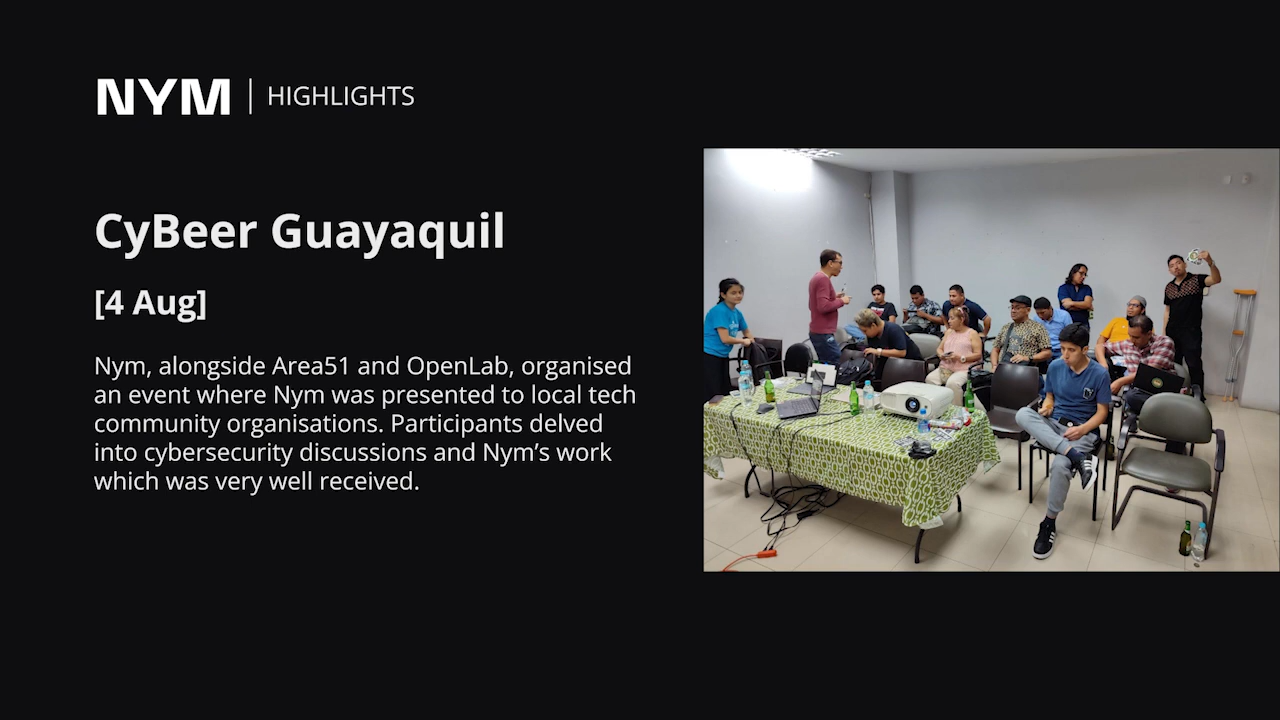 NYM | HIGHLIGHTS
CyBeer Guayaquil
[4 Aug]
Nym, alongside Area51 and OpenLab, organised
an event where Nym was presented to local tech
community organisations. Participants delved
into cybersecurity discussions and Nym’s work
which was very well received.